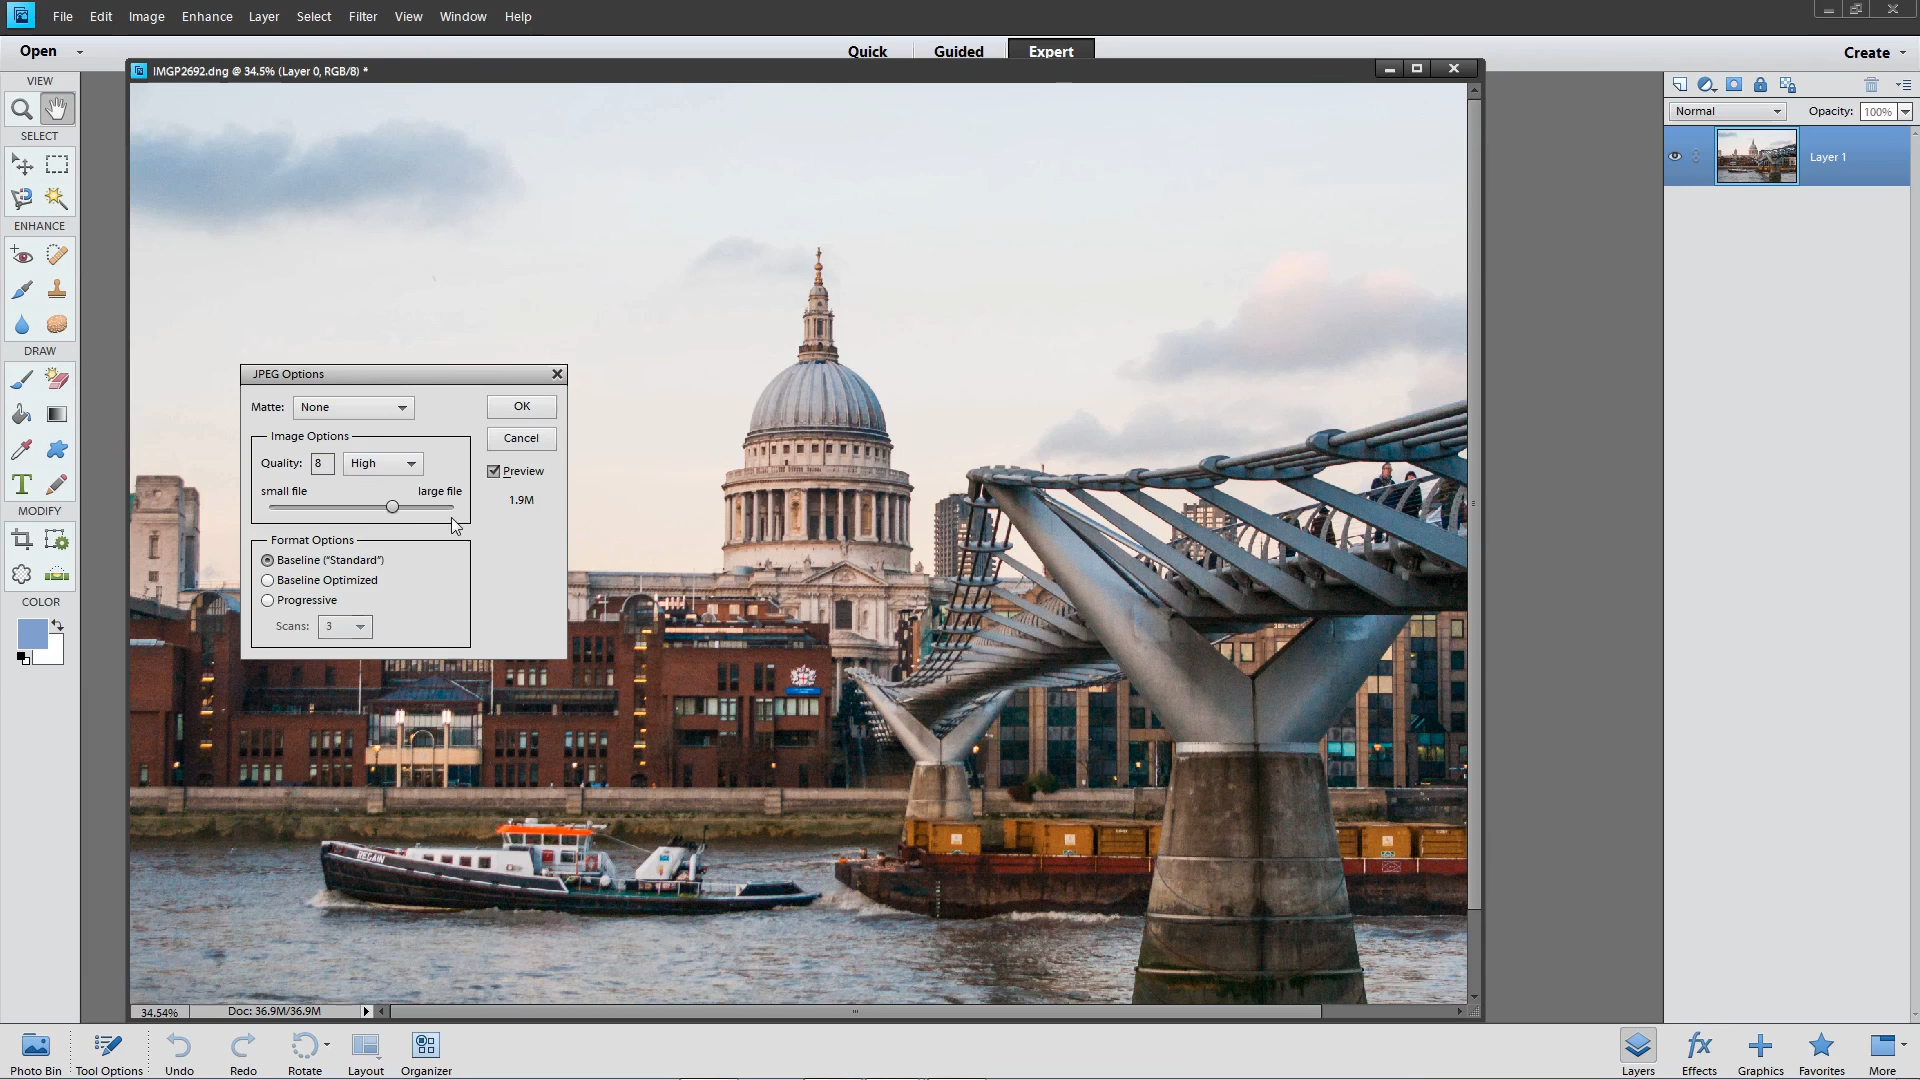 File Edit Image Enhance Layer Select Filter View Window Help
Open Quick Guided Expert Create
IMGP2692.dng @ 34.5% (Layer 0, RGB/8) *
VIEW
SELECT
ENHANCE
DRAW
MODIFY
COLOR
Normal Opacity: 100%
Layer 1
JPEG Options
Matte: None OK
Cancel
Image Options
Quality: 8 High
Preview
small file large file
1.9M
Format Options
Baseline (“Standard”)
Baseline Optimized
Progressive
Scans: 3
REGAIN
34.54% Doc: 36.9M/36.9M
Photo Bin Tool Options Undo Redo Rotate Layout Organizer Layers Effects Graphics Favorites More